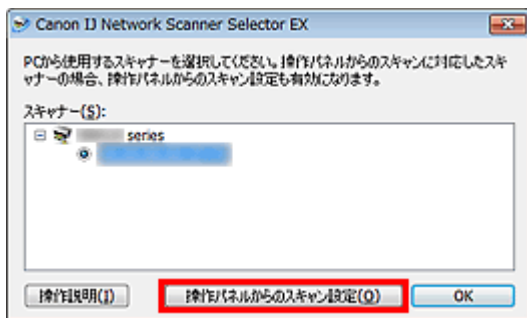 Canon IJ Network Scanner Selector EX
PCから使用するスキャナーを選択してください。操作パネルからのスキャンに対応したスキ
ャナーの場合、操作パネルからのスキャン設定も有効になります。
スキャナー(S):
series
操作説明(I)
操作パネルからのスキャン設定(O)
OK